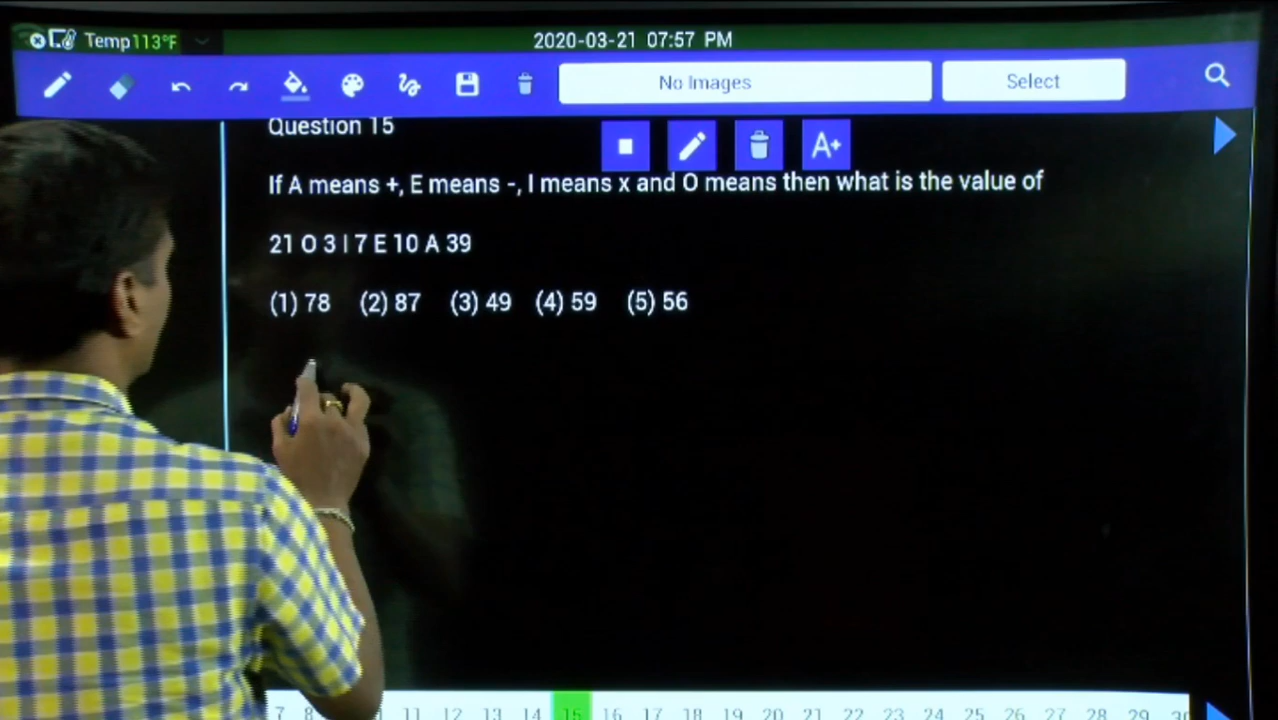 Temp 113°F
2020-03-21 07:57 PM
No Images
Select
A+
Question 15
If A means +, E means -, I means x and O means then what is the value of
21 O 3 I 7 E 10 A 39
(1) 78 (2) 87 (3) 49 (4) 59 (5) 56
7 8 11 12 13 14 15 16 17 18 19 20 21 22 23 24 25 26 27 28 29